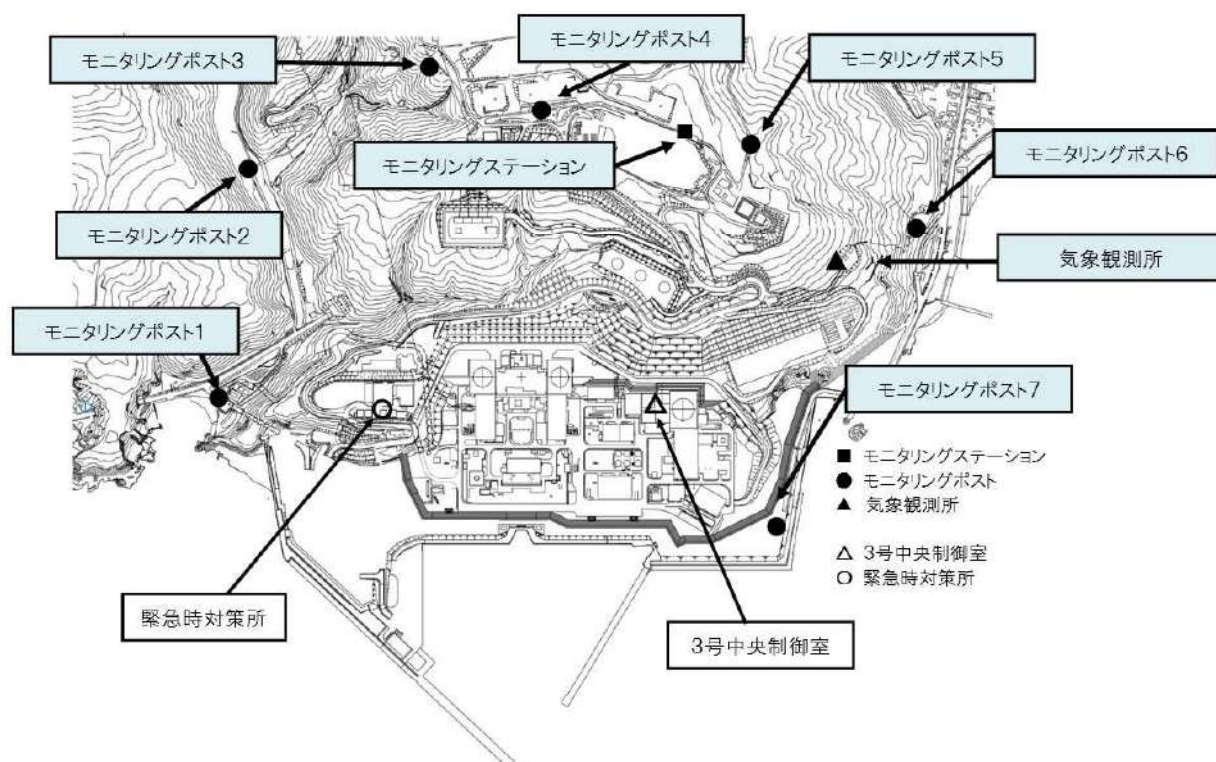 モニタリングポスト4
モニタリングポスト3
モニタリングポスト5
モニタリングステーション
モニタリングポスト6
モニタリングポスト2
気象観測所
モニタリングポスト1
モニタリングポスト7
■ モニタリングステーション
● モニタリングポスト
▲ 気象観測所
△ 3号中央制御室
○ 緊急時対策所
緊急時対策所
3号中央制御室